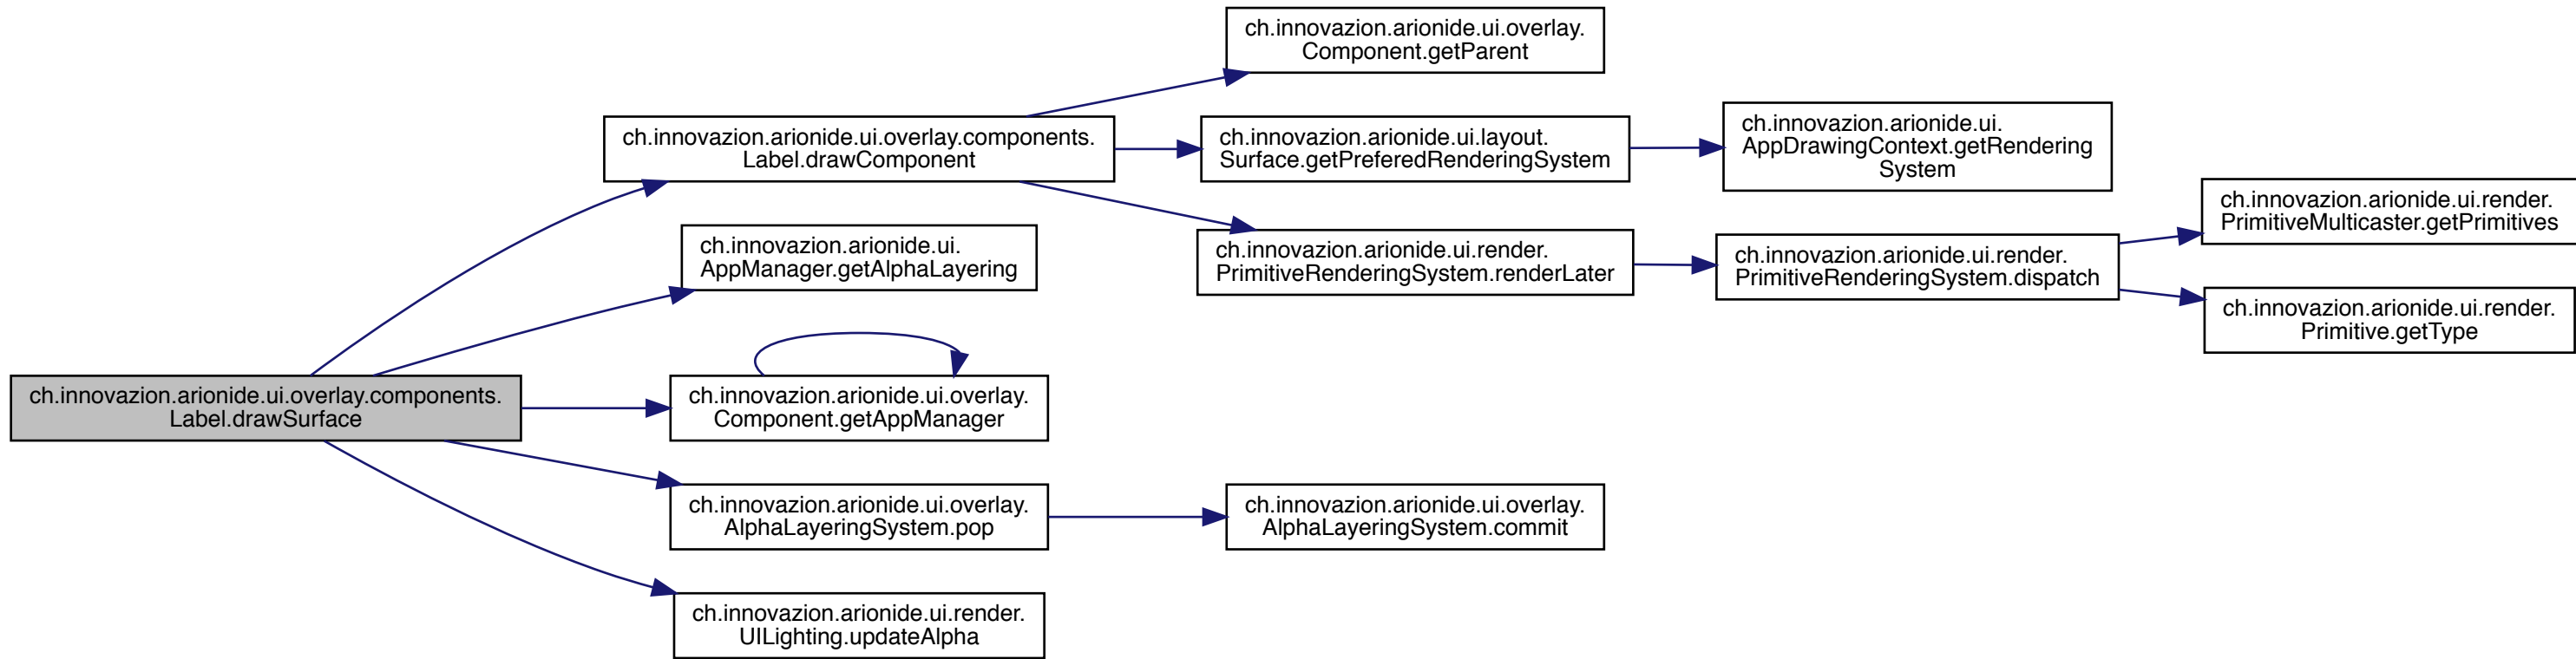 ch.innovazion.arionide.ui.overlay.components.
Label.drawSurface
ch.innovazion.arionide.ui.overlay.components.
Label.drawComponent
ch.innovazion.arionide.ui.overlay.
Component.getParent
ch.innovazion.arionide.ui.layout.
Surface.getPreferedRenderingSystem
ch.innovazion.arionide.ui.
AppDrawingContext.getRendering
System
ch.innovazion.arionide.ui.render.
PrimitiveRenderingSystem.renderLater
ch.innovazion.arionide.ui.render.
PrimitiveRenderingSystem.dispatch
ch.innovazion.arionide.ui.render.
PrimitiveMulticaster.getPrimitives
ch.innovazion.arionide.ui.render.
Primitive.getType
ch.innovazion.arionide.ui.
AppManager.getAlphaLayering
ch.innovazion.arionide.ui.overlay.
Component.getAppManager
ch.innovazion.arionide.ui.overlay.
AlphaLayeringSystem.pop
ch.innovazion.arionide.ui.overlay.
AlphaLayeringSystem.commit
ch.innovazion.arionide.ui.render.
UILighting.updateAlpha